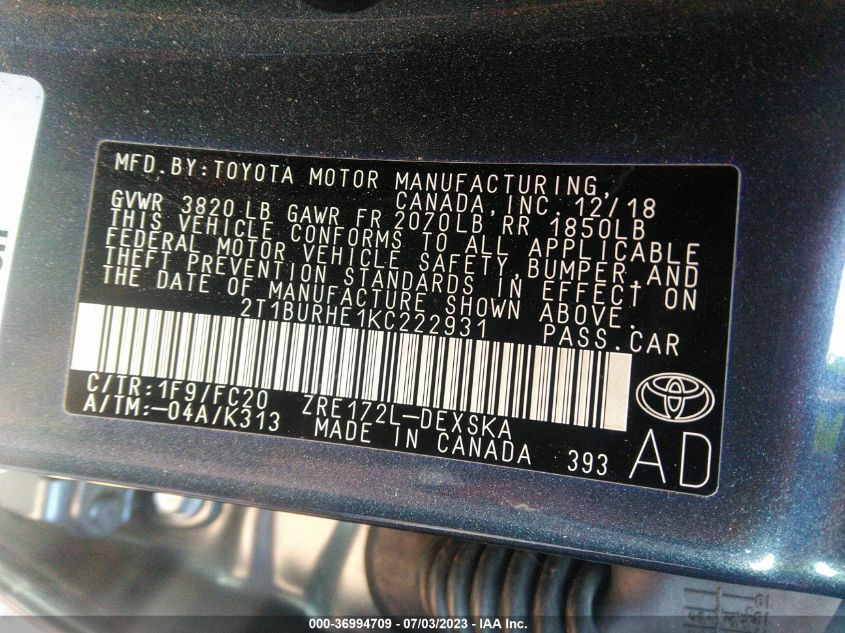 MFD.BY:TOYOTA MOTOR MANUFACTURING,
CANADA,INC. 12/18
GVWR 3820 LB GAWR FR 2070LB RR 1850LB
THIS VEHICLE CONFORMS TO ALL APPLICABLE
FEDERAL MOTOR VEHICLE SAFETY,BUMPER,AND
THEFT PREVENTION STANDARDS IN EFFECT ON
THE DATE OF MANUFACTURE SHOWN ABOVE.
2T1BURHE1KC222931 PASS.CAR
C/TR:1F9/FC20 ZRE172L-DEXSKA
A/TM:-04A/K313 MADE IN CANADA 393 AD
000-36994709 - 07/03/2023 - IAA Inc.